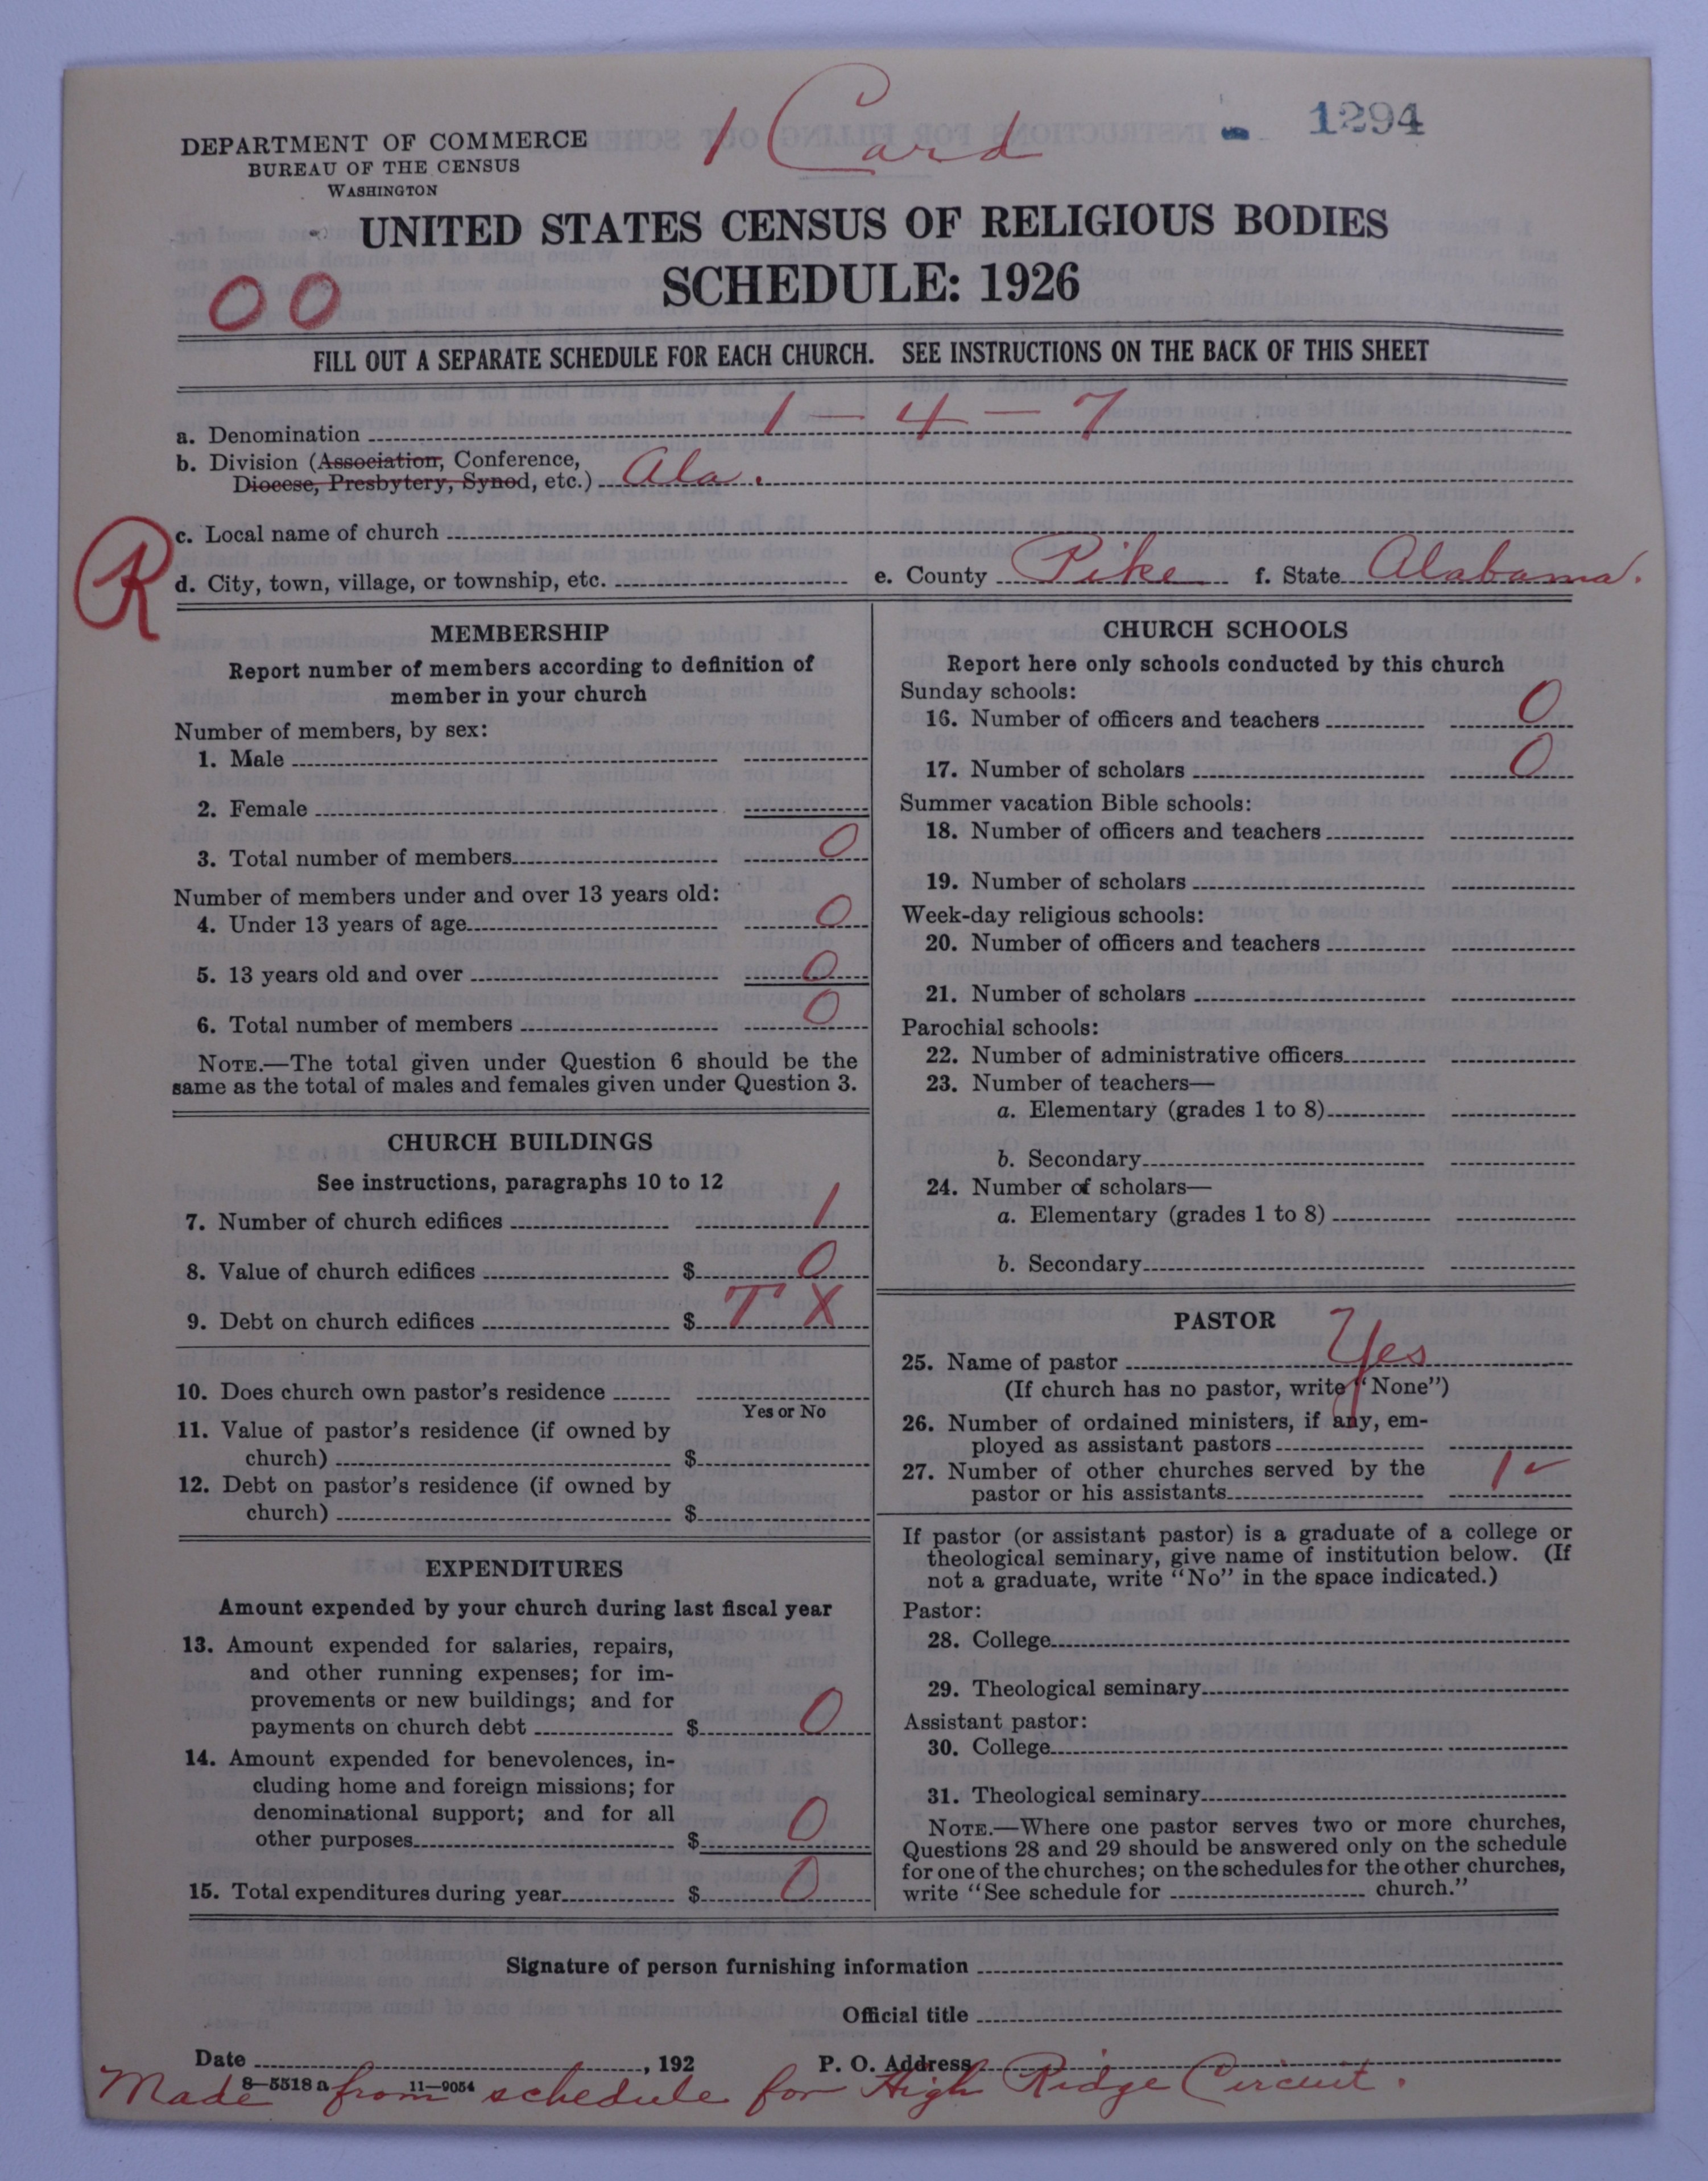 1 Card
1294
DEPARTMENT OF COMMERCE
BUREAU OF THE CENSUS
WASHINGTON
UNITED STATES CENSUS OF RELIGIOUS BODIES
SCHEDULE: 1926
00
FILL OUT A SEPARATE SCHEDULE FOR EACH CHURCH. SEE INSTRUCTIONS ON THE BACK OF THIS SHEET
a. Denomination 1-4-7
b. Division (Association, Conference,
Diocese, Presbytery, Synod, etc.) Ala.
R
c. Local name of church
d. City, town, village, or township, etc. e. County Pike f. State Alabama.
MEMBERSHIP
Report number of members according to definition of
member in your church
Number of members, by sex:
1. Male
2. Female
3. Total number of members 0
Number of members under and over 13 years old:
4. Under 13 years of age 0
5. 13 years old and over 0
6. Total number of members 0
NOTE.—The total given under Question 6 should be the
same as the total of males and females given under Question 3.
CHURCH BUILDINGS
See instructions, paragraphs 10 to 12
7. Number of church edifices 1
8. Value of church edifices $ 0
9. Debt on church edifices $ T X
10. Does church own pastor's residence
Yes or No
11. Value of pastor's residence (if owned by
church) $
12. Debt on pastor's residence (if owned by
church) $
EXPENDITURES
Amount expended by your church during last fiscal year
13. Amount expended for salaries, repairs,
and other running expenses; for im-
provements or new buildings; and for
payments on church debt $ 0
14. Amount expended for benevolences, in-
cluding home and foreign missions; for
denominational support; and for all
other purposes $ 0
15. Total expenditures during year $ 0
CHURCH SCHOOLS
Report here only schools conducted by this church
Sunday schools:
16. Number of officers and teachers 0
17. Number of scholars 0
Summer vacation Bible schools:
18. Number of officers and teachers
19. Number of scholars
Week-day religious schools:
20. Number of officers and teachers
21. Number of scholars
Parochial schools:
22. Number of administrative officers
23. Number of teachers—
a. Elementary (grades 1 to 8)
b. Secondary
24. Number of scholars—
a. Elementary (grades 1 to 8)
b. Secondary
PASTOR
25. Name of pastor Yes
(If church has no pastor, write "None")
26. Number of ordained ministers, if any, em-
ployed as assistant pastors
27. Number of other churches served by the
pastor or his assistants 1 ✓
If pastor (or assistant pastor) is a graduate of a college or
theological seminary, give name of institution below. (If
not a graduate, write "No" in the space indicated.)
Pastor:
28. College
29. Theological seminary
Assistant pastor:
30. College
31. Theological seminary
NOTE.—Where one pastor serves two or more churches,
Questions 28 and 29 should be answered only on the schedule
for one of the churches; on the schedules for the other churches,
write "See schedule for church."
Signature of person furnishing information
Official title
Date , 192 P. O. Address
8—5518 a 11—9054
Made from schedule for High Ridge Circuit.